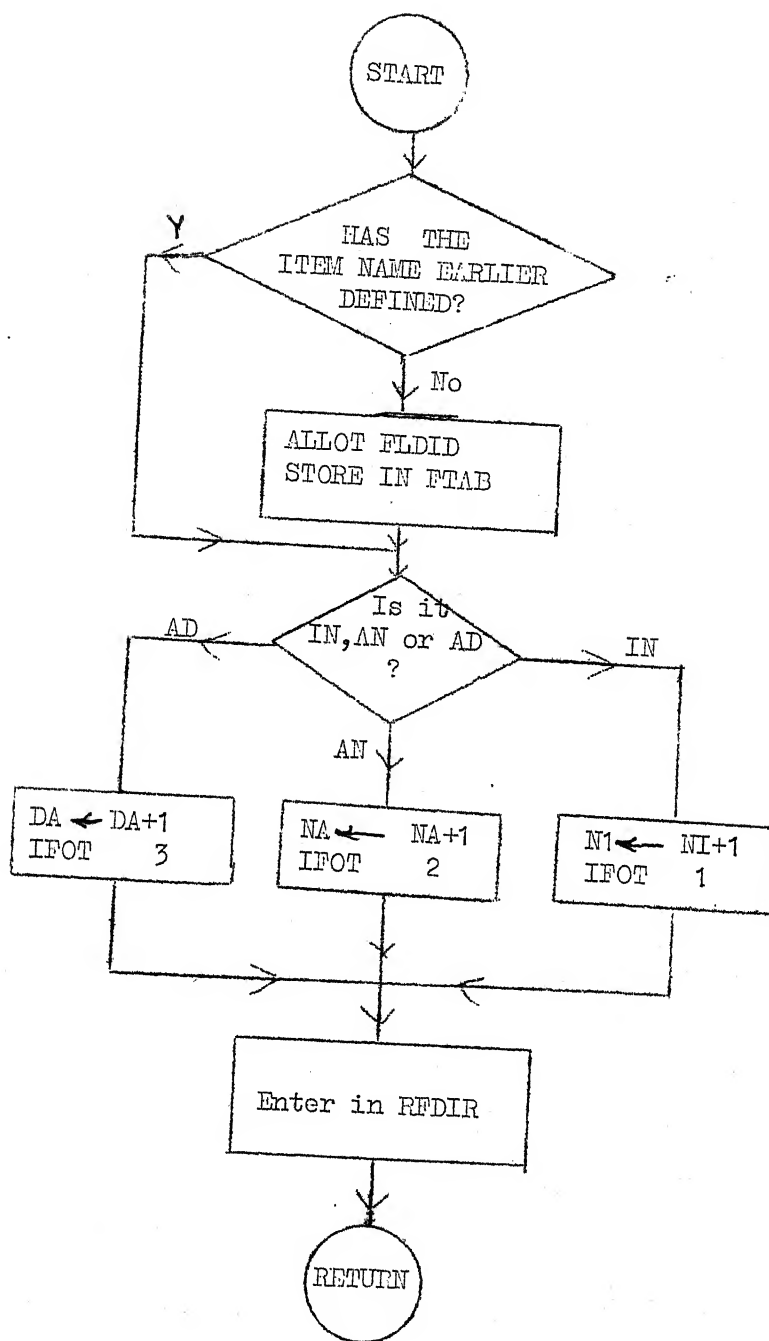 START
Y
HAS THE
ITEM NAME EARLIER
DEFINED?
No
ALLOT FLDID
STORE IN FTAB
Is it
IN, AN or AD
?
AD
IN
AN
DA ← DA+1
IFOT 3
NA ← NA+1
IFOT 2
N1 ← NI+1
IFOT 1
Enter in RFDIR
RETURN